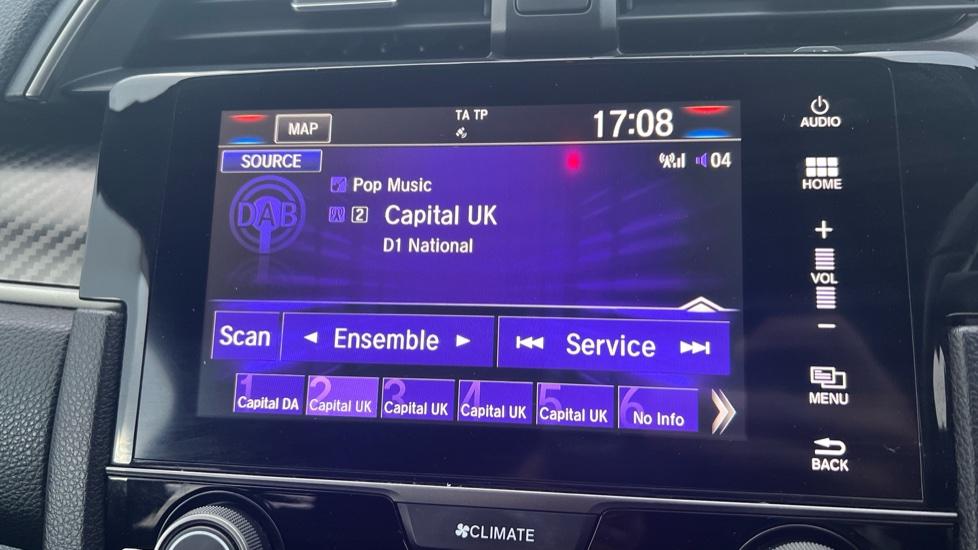 MAP
TA TP
17:08
SOURCE
04
Pop Music
DAB
2 Capital UK
D1 National
Scan
Ensemble
Service
1 Capital DA
2 Capital UK
3 Capital UK
4 Capital UK
5 Capital UK
6 No Info
AUDIO
HOME
+
VOL
−
MENU
BACK
CLIMATE